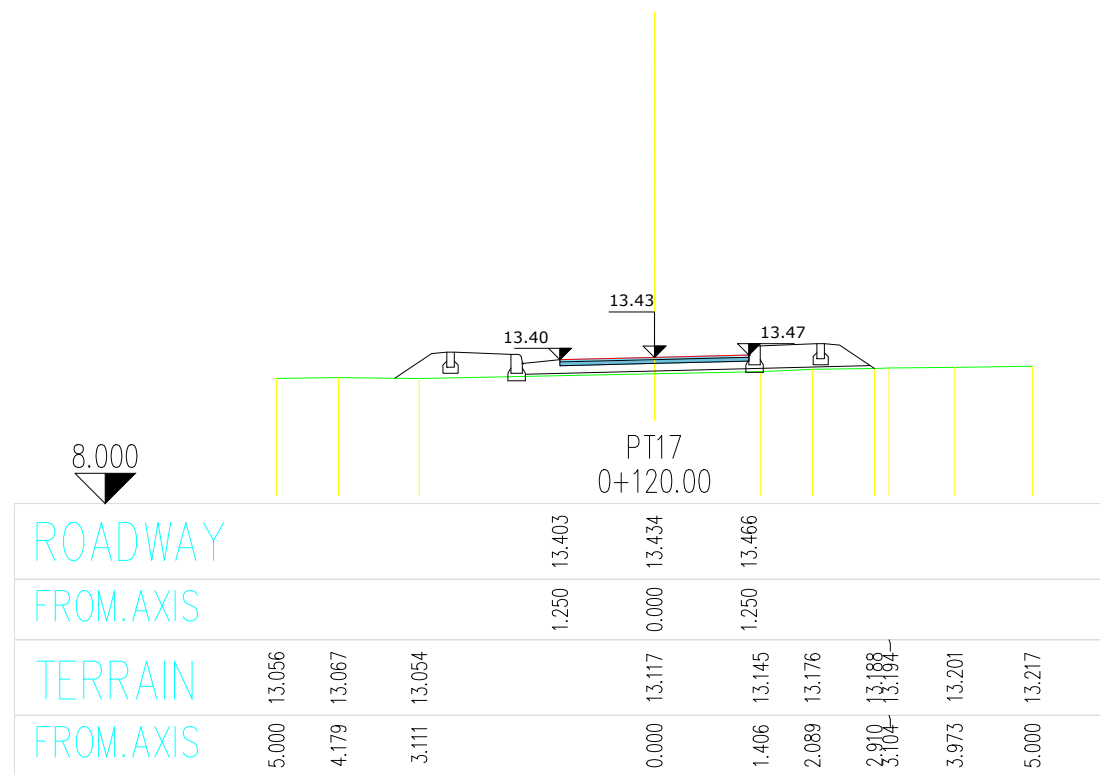 13.43
13.40
13.47
PT17
0+120.00
8.000
ROADWAY 13.403 13.434 13.466
FROM.AXIS 1.250 0.000 1.250
TERRAIN 13.056 13.067 13.054 13.117 13.145 13.176 13.188 13.194 13.201 13.217
FROM.AXIS 5.000 4.179 3.111 0.000 1.406 2.089 2.910 3.104 3.973 5.000